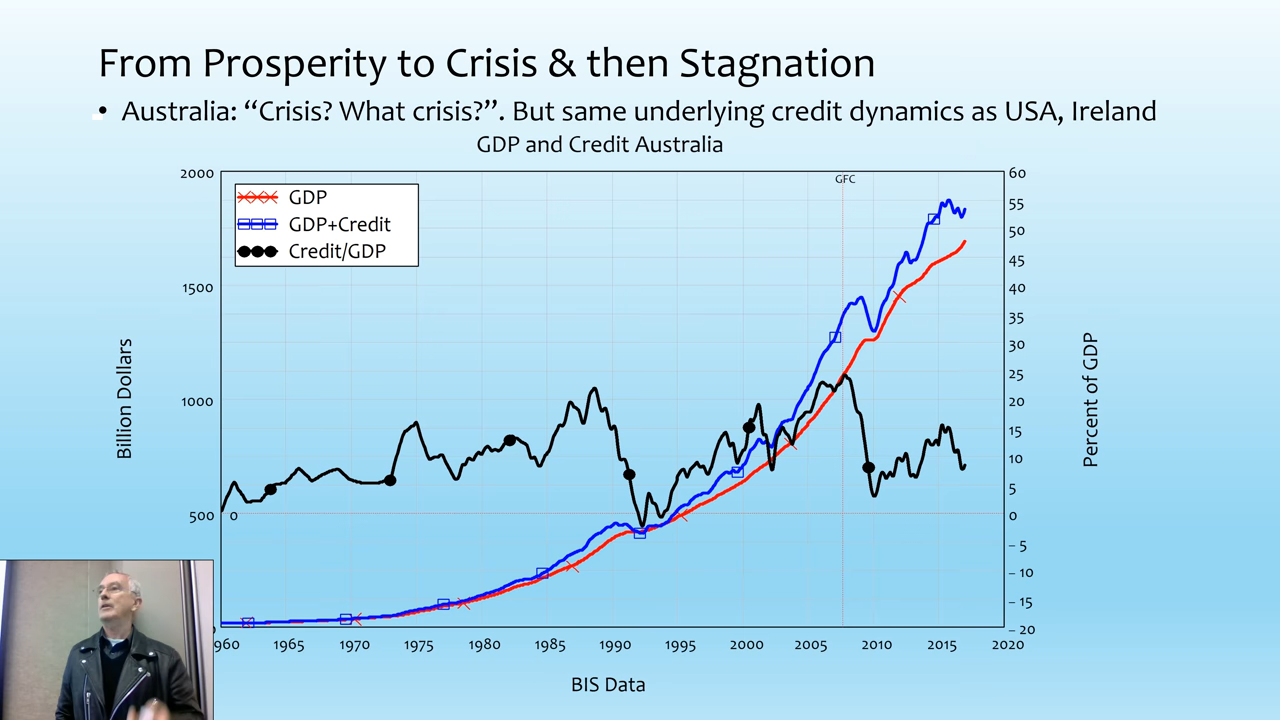 From Prosperity to Crisis & then Stagnation
• Australia: “Crisis? What crisis?”. But same underlying credit dynamics as USA, Ireland
GDP and Credit Australia
GDP
GDP+Credit
Credit/GDP
GFC
Billion Dollars
2000
1500
1000
500
0
60
55
50
45
40
35
30
25
20
15
10
5
0
– 5
– 10
– 15
– 20
Percent of GDP
960 1965 1970 1975 1980 1985 1990 1995 2000 2005 2010 2015 2020
BIS Data